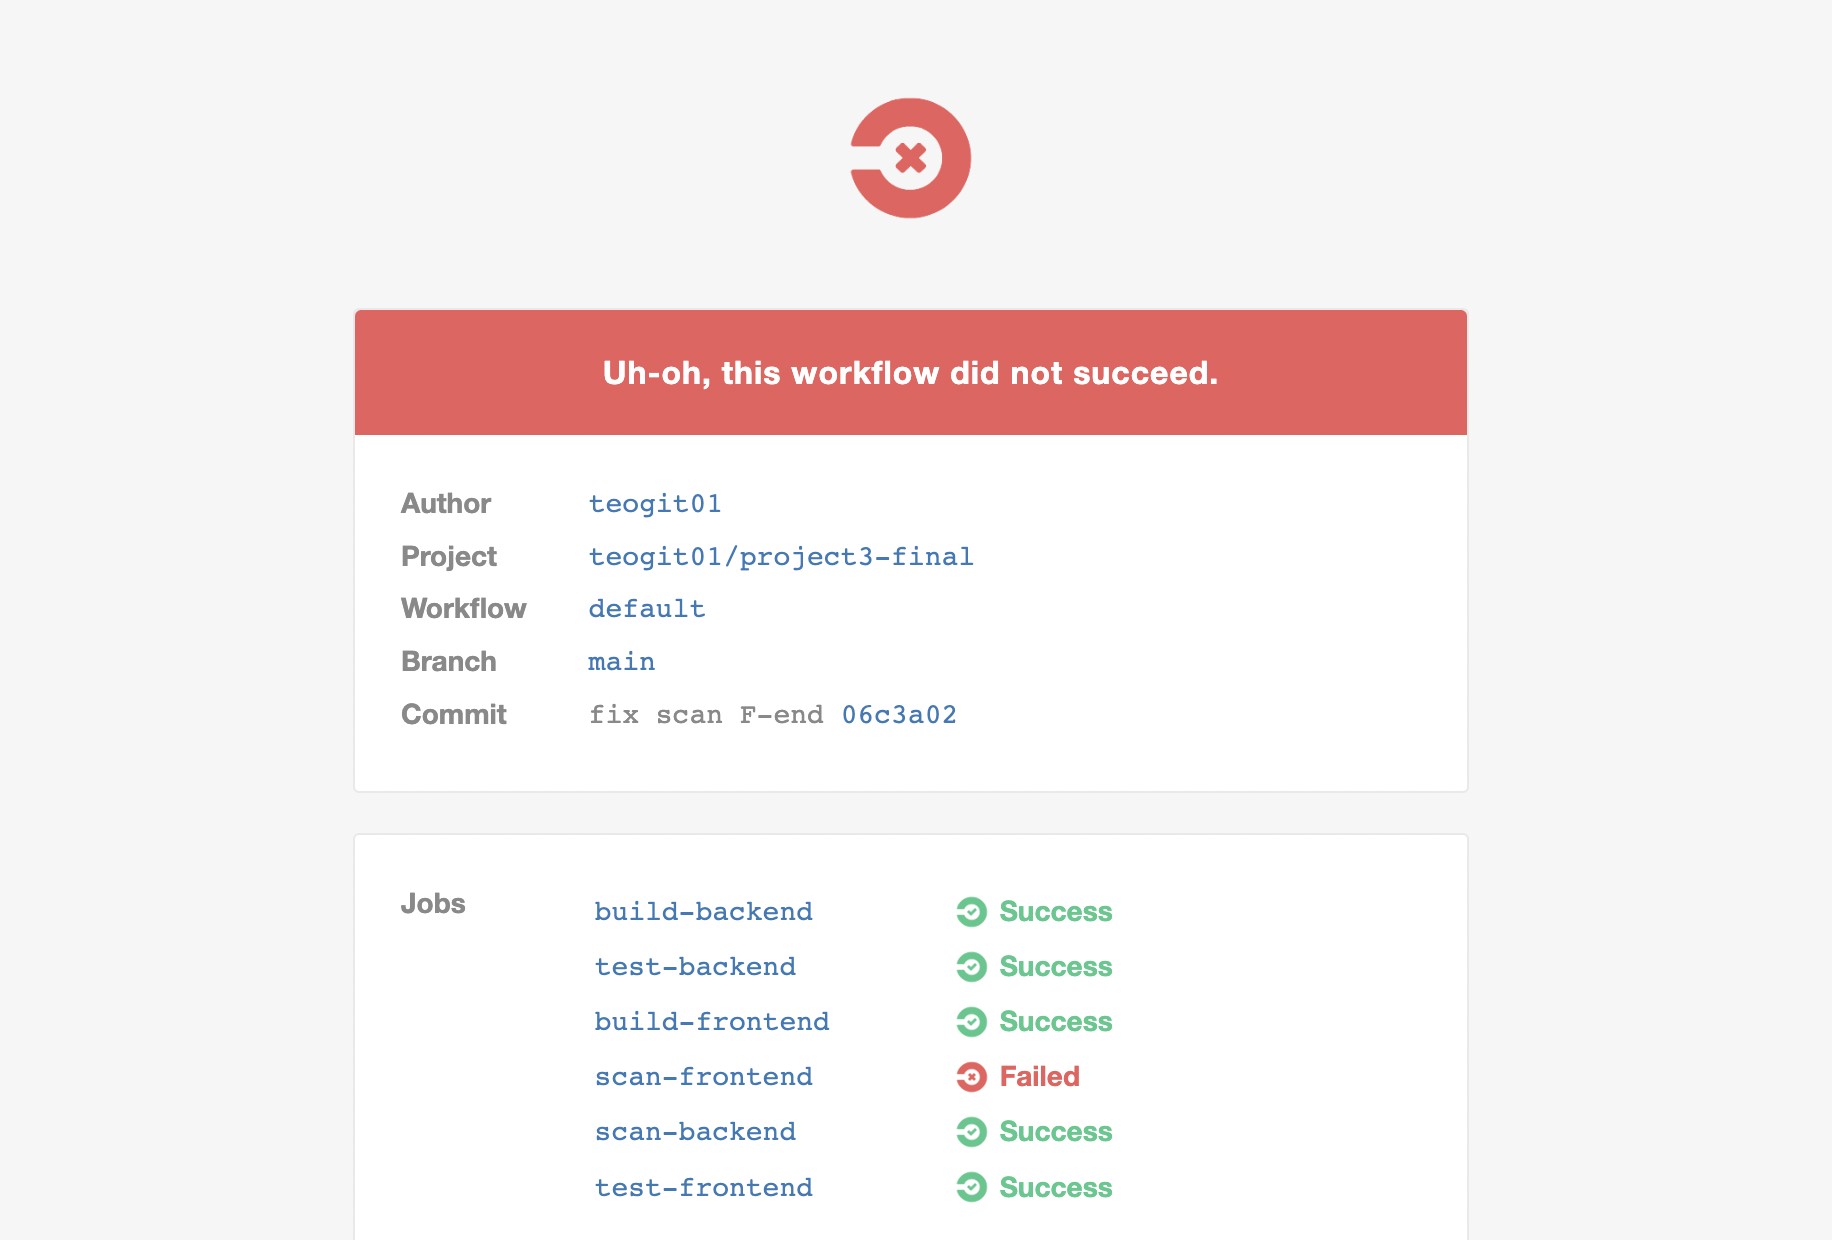 Uh-oh, this workflow did not succeed.
Author teogit01
Project teogit01/project3-final
Workflow default
Branch main
Commit fix scan F-end 06c3a02
Jobs build-backend Success
test-backend Success
build-frontend Success
scan-frontend Failed
scan-backend Success
test-frontend Success